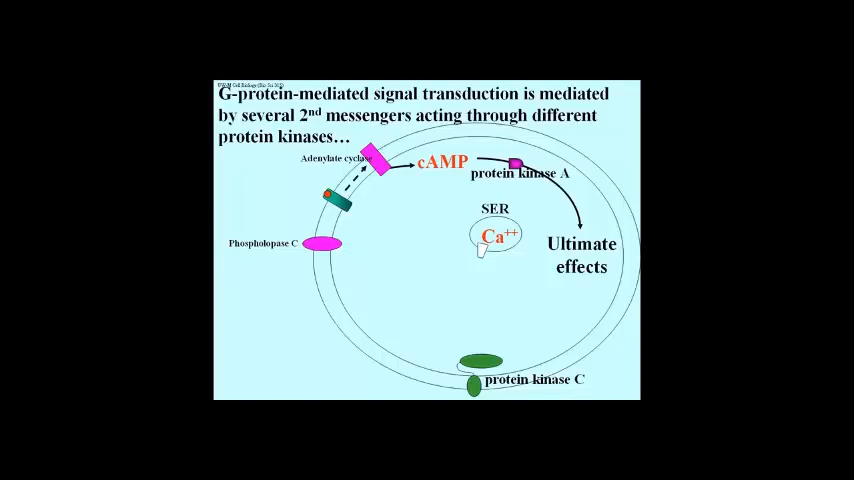 G-protein-mediated signal transduction is mediated
by several 2nd messengers acting through different
protein kinases…
Adenylate cyclase
cAMP
protein kinase A
SER
Ca++
Phospholopase C
Ultimate
effects
protein kinase C